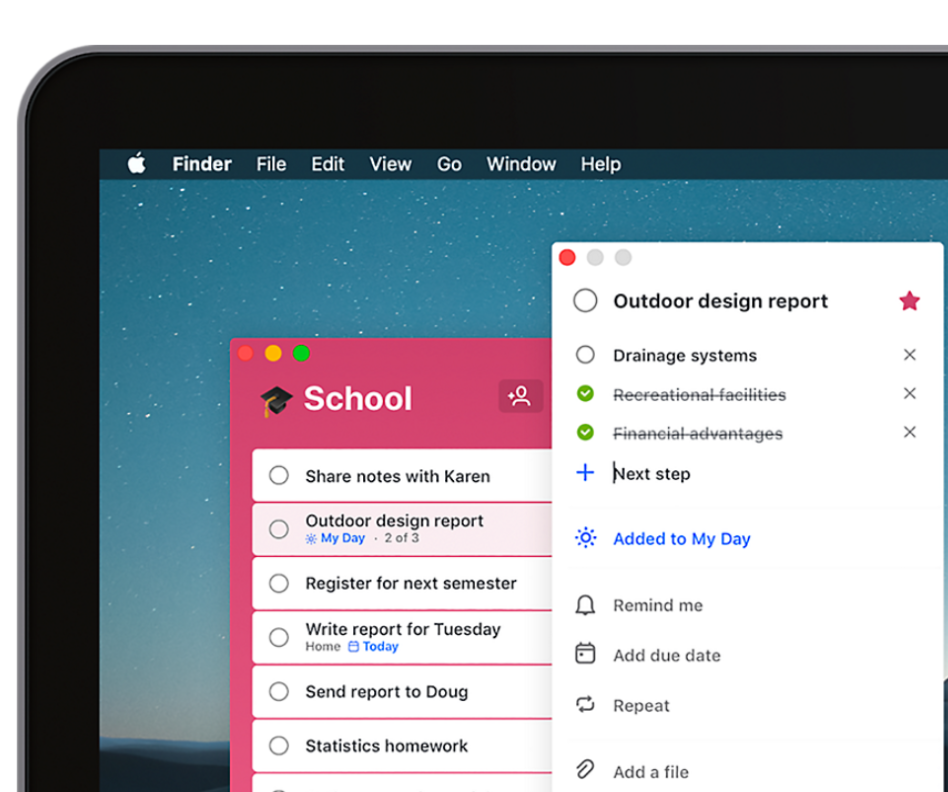 Finder File Edit View Go Window Help
School
Share notes with Karen
Outdoor design report
My Day · 2 of 3
Register for next semester
Write report for Tuesday
Home Today
Send report to Doug
Statistics homework
Outdoor design report
Drainage systems
Recreational facilities
Financial advantages
Next step
Added to My Day
Remind me
Add due date
Repeat
Add a file